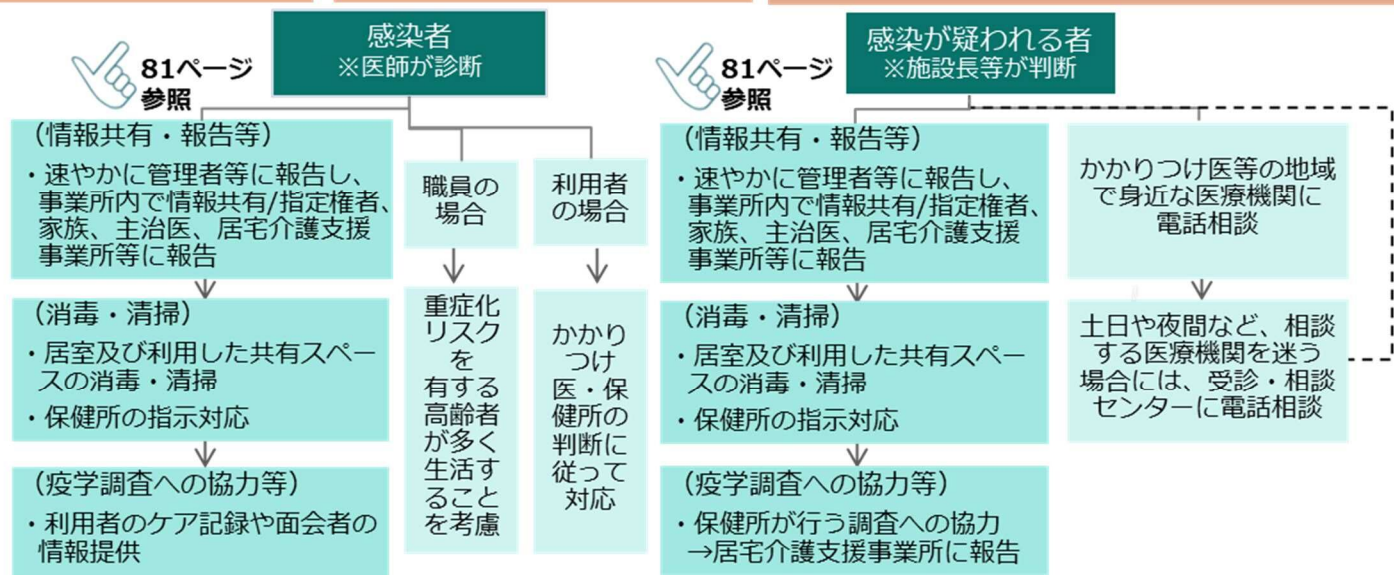 感染者
※医師が診断
81ページ
参照
(情報共有・報告等)
・速やかに管理者等に報告し、
事業所内で情報共有/指定権者、
家族、主治医、居宅介護支援
事業所等に報告
(消毒・清掃)
・居室及び利用した共有スペー
スの消毒・清掃
・保健所の指示対応
(疫学調査への協力等)
・利用者のケア記録や面会者の
情報提供
職員の
場合
重症化
リスク
を
有する
高齢者
が多く
生活す
ること
を考慮
利用者
の場合
かかり
つけ
医・保
健所の
判断に
従って
対応
感染が疑われる者
※施設長等が判断
81ページ
参照
(情報共有・報告等)
・速やかに管理者等に報告し、
事業所内で情報共有/指定権者、
家族、主治医、居宅介護支援
事業所等に報告
(消毒・清掃)
・居室及び利用した共有スペー
スの消毒・清掃
・保健所の指示対応
(疫学調査への協力等)
・保健所が行う調査への協力
→居宅介護支援事業所に報告
かかりつけ医等の地域
で身近な医療機関に
電話相談
土日や夜間など、相談
する医療機関を迷う
場合には、受診・相談
センターに電話相談